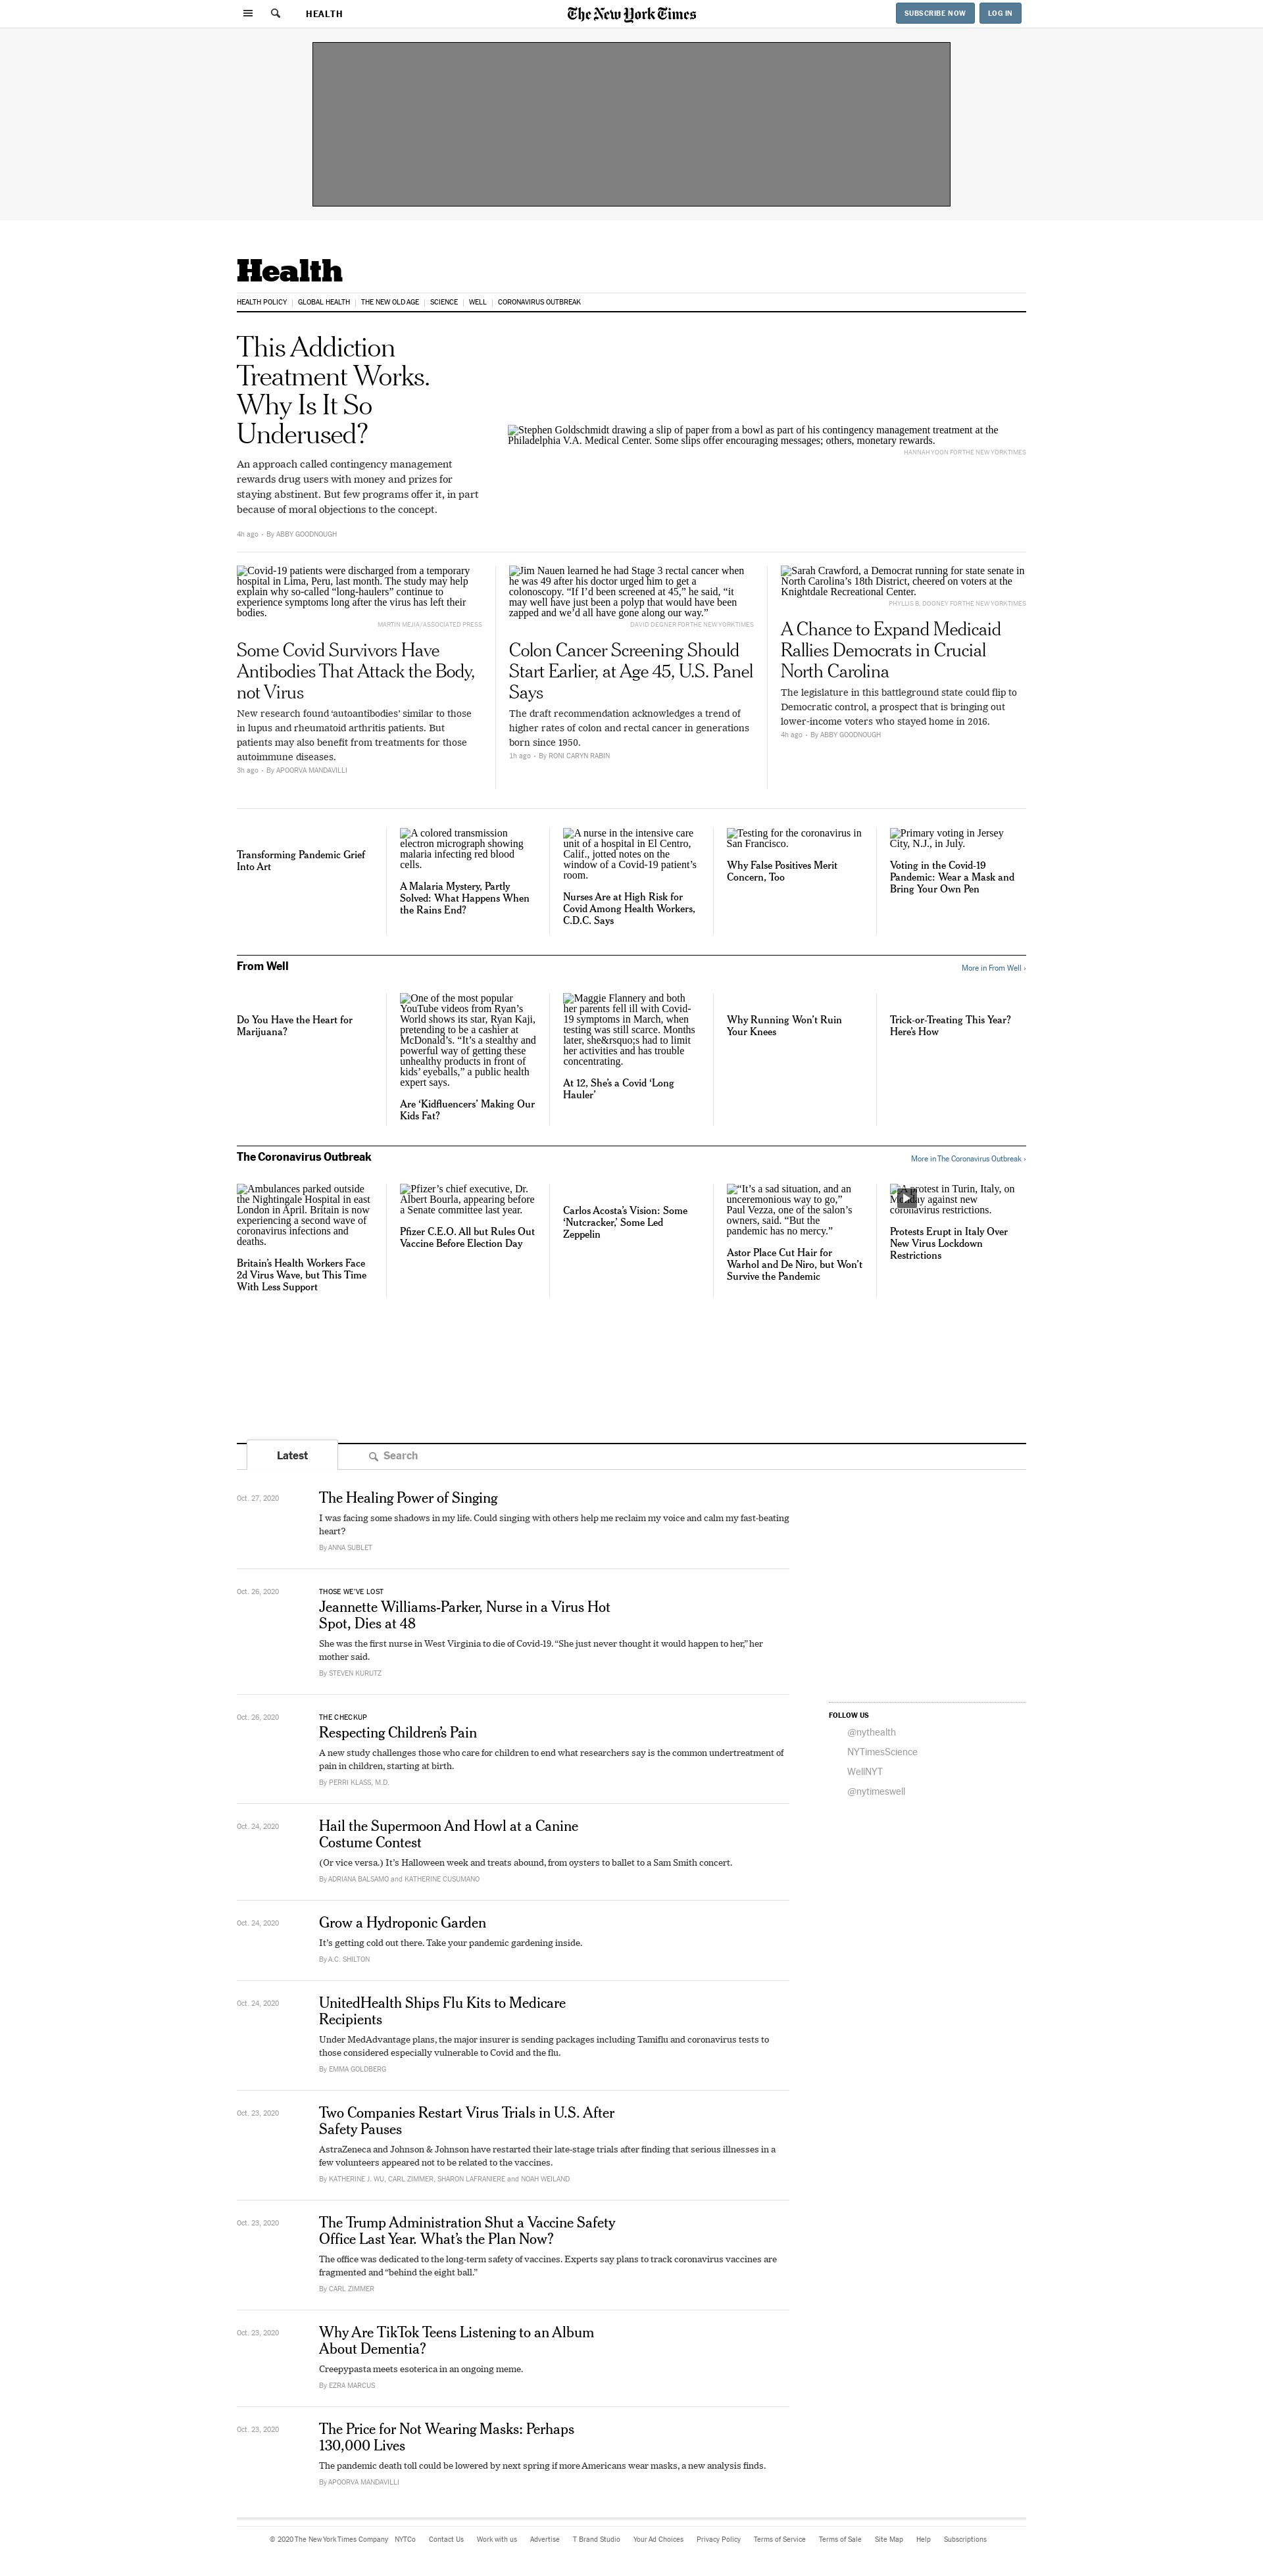 HEALTH
The New York Times
SUBSCRIBE NOW
LOG IN
Health
HEALTH POLICY
GLOBAL HEALTH
THE NEW OLD AGE
SCIENCE
WELL
CORONAVIRUS OUTBREAK
This Addiction
Treatment Works.
Why Is It So
Underused?
An approach called contingency management
rewards drug users with money and prizes for
staying abstinent. But few programs offer it, in part
because of moral objections to the concept.
4h ago • By ABBY GOODNOUGH
Stephen Goldschmidt drawing a slip of paper from a bowl as part of his contingency management treatment at the
Philadelphia V.A. Medical Center. Some slips offer encouraging messages; others, monetary rewards.
HANNAH YOON FOR THE NEW YORK TIMES
Covid-19 patients were discharged from a temporary
hospital in Lima, Peru, last month. The study may help
explain why so-called “long-haulers” continue to
experience symptoms long after the virus has left their
bodies.
MARTIN MEJIA/ASSOCIATED PRESS
Some Covid Survivors Have
Antibodies That Attack the Body,
not Virus
New research found ‘autoantibodies’ similar to those
in lupus and rheumatoid arthritis patients. But
patients may also benefit from treatments for those
autoimmune diseases.
3h ago • By APOORVA MANDAVILLI
Jim Nauen learned he had Stage 3 rectal cancer when
he was 49 after his doctor urged him to get a
colonoscopy. “If I’d been screened at 45,” he said, “it
may well have just been a polyp that would have been
zapped and we’d all have gone along our way.”
DAVID DEGNER FOR THE NEW YORK TIMES
Colon Cancer Screening Should
Start Earlier, at Age 45, U.S. Panel
Says
The draft recommendation acknowledges a trend of
higher rates of colon and rectal cancer in generations
born since 1950.
1h ago • By RONI CARYN RABIN
Sarah Crawford, a Democrat running for state senate in
North Carolina’s 18th District, cheered on voters at the
Knightdale Recreational Center.
PHYLLIS B. DOONEY FOR THE NEW YORK TIMES
A Chance to Expand Medicaid
Rallies Democrats in Crucial
North Carolina
The legislature in this battleground state could flip to
Democratic control, a prospect that is bringing out
lower-income voters who stayed home in 2016.
4h ago • By ABBY GOODNOUGH
Transforming Pandemic Grief
Into Art
A colored transmission
electron micrograph showing
malaria infecting red blood
cells.
A Malaria Mystery, Partly
Solved: What Happens When
the Rains End?
A nurse in the intensive care
unit of a hospital in El Centro,
Calif., jotted notes on the
window of a Covid-19 patient’s
room.
Nurses Are at High Risk for
Covid Among Health Workers,
C.D.C. Says
Testing for the coronavirus in
San Francisco.
Why False Positives Merit
Concern, Too
Primary voting in Jersey
City, N.J., in July.
Voting in the Covid-19
Pandemic: Wear a Mask and
Bring Your Own Pen
From Well
More in From Well ›
Do You Have the Heart for
Marijuana?
One of the most popular
YouTube videos from Ryan’s
World shows its star, Ryan Kaji,
pretending to be a cashier at
McDonald’s. “It’s a stealthy and
powerful way of getting these
unhealthy products in front of
kids’ eyeballs,” a public health
expert says.
Are ‘Kidfluencers’ Making Our
Kids Fat?
Maggie Flannery and both
her parents fell ill with Covid-
19 symptoms in March, when
testing was still scarce. Months
later, she&rsquo;s had to limit
her activities and has trouble
concentrating.
At 12, She’s a Covid ‘Long
Hauler’
Why Running Won’t Ruin
Your Knees
Trick-or-Treating This Year?
Here’s How
The Coronavirus Outbreak
More in The Coronavirus Outbreak ›
Ambulances parked outside
the Nightingale Hospital in east
London in April. Britain is now
experiencing a second wave of
coronavirus infections and
deaths.
Britain’s Health Workers Face
2d Virus Wave, but This Time
With Less Support
Pfizer’s chief executive, Dr.
Albert Bourla, appearing before
a Senate committee last year.
Pfizer C.E.O. All but Rules Out
Vaccine Before Election Day
Carlos Acosta’s Vision: Some
‘Nutcracker,’ Some Led
Zeppelin
“It’s a sad situation, and an
unceremonious way to go,”
Paul Vezza, one of the salon’s
owners, said. “But the
pandemic has no mercy.”
Astor Place Cut Hair for
Warhol and De Niro, but Won’t
Survive the Pandemic
A protest in Turin, Italy, on
Monday against new
coronavirus restrictions.
Protests Erupt in Italy Over
New Virus Lockdown
Restrictions
Latest
Search
Oct. 27, 2020
The Healing Power of Singing
I was facing some shadows in my life. Could singing with others help me reclaim my voice and calm my fast-beating
heart?
By ANNA SUBLET
Oct. 26, 2020
THOSE WE’VE LOST
Jeannette Williams-Parker, Nurse in a Virus Hot
Spot, Dies at 48
She was the first nurse in West Virginia to die of Covid-19. “She just never thought it would happen to her,” her
mother said.
By STEVEN KURUTZ
Oct. 26, 2020
THE CHECKUP
Respecting Children’s Pain
A new study challenges those who care for children to end what researchers say is the common undertreatment of
pain in children, starting at birth.
By PERRI KLASS, M.D.
FOLLOW US
@nythealth
NYTimesScience
WellNYT
@nytimeswell
Oct. 24, 2020
Hail the Supermoon And Howl at a Canine
Costume Contest
(Or vice versa.) It’s Halloween week and treats abound, from oysters to ballet to a Sam Smith concert.
By ADRIANA BALSAMO and KATHERINE CUSUMANO
Oct. 24, 2020
Grow a Hydroponic Garden
It’s getting cold out there. Take your pandemic gardening inside.
By A.C. SHILTON
Oct. 24, 2020
UnitedHealth Ships Flu Kits to Medicare
Recipients
Under MedAdvantage plans, the major insurer is sending packages including Tamiflu and coronavirus tests to
those considered especially vulnerable to Covid and the flu.
By EMMA GOLDBERG
Oct. 23, 2020
Two Companies Restart Virus Trials in U.S. After
Safety Pauses
AstraZeneca and Johnson & Johnson have restarted their late-stage trials after finding that serious illnesses in a
few volunteers appeared not to be related to the vaccines.
By KATHERINE J. WU, CARL ZIMMER, SHARON LAFRANIERE and NOAH WEILAND
Oct. 23, 2020
The Trump Administration Shut a Vaccine Safety
Office Last Year. What’s the Plan Now?
The office was dedicated to the long-term safety of vaccines. Experts say plans to track coronavirus vaccines are
fragmented and “behind the eight ball.”
By CARL ZIMMER
Oct. 23, 2020
Why Are TikTok Teens Listening to an Album
About Dementia?
Creepypasta meets esoterica in an ongoing meme.
By EZRA MARCUS
Oct. 23, 2020
The Price for Not Wearing Masks: Perhaps
130,000 Lives
The pandemic death toll could be lowered by next spring if more Americans wear masks, a new analysis finds.
By APOORVA MANDAVILLI
© 2020 The New York Times Company NYTCo Contact Us Work with us Advertise T Brand Studio Your Ad Choices Privacy Policy Terms of Service Terms of Sale Site Map Help Subscriptions